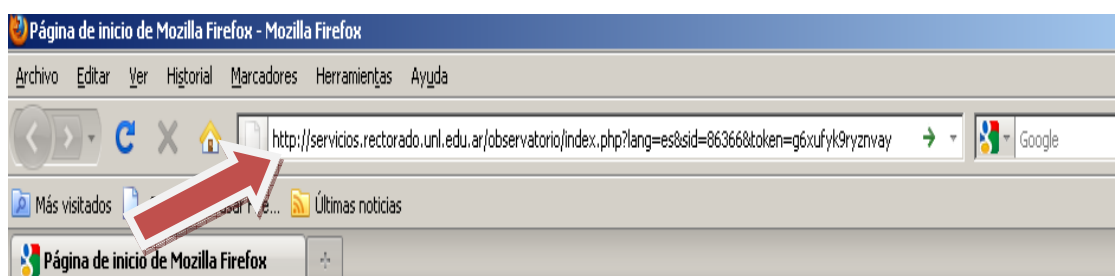 Página de inicio de Mozilla Firefox - Mozilla Firefox
Archivo Editar Ver Historial Marcadores Herramientas Ayuda
http://servicios.rectorado.unl.edu.ar/observatorio/index.php?lang=es&sid=86366&token=g6xufyk9ryznvay Google
Más visitados Últimas noticias
Página de inicio de Mozilla Firefox